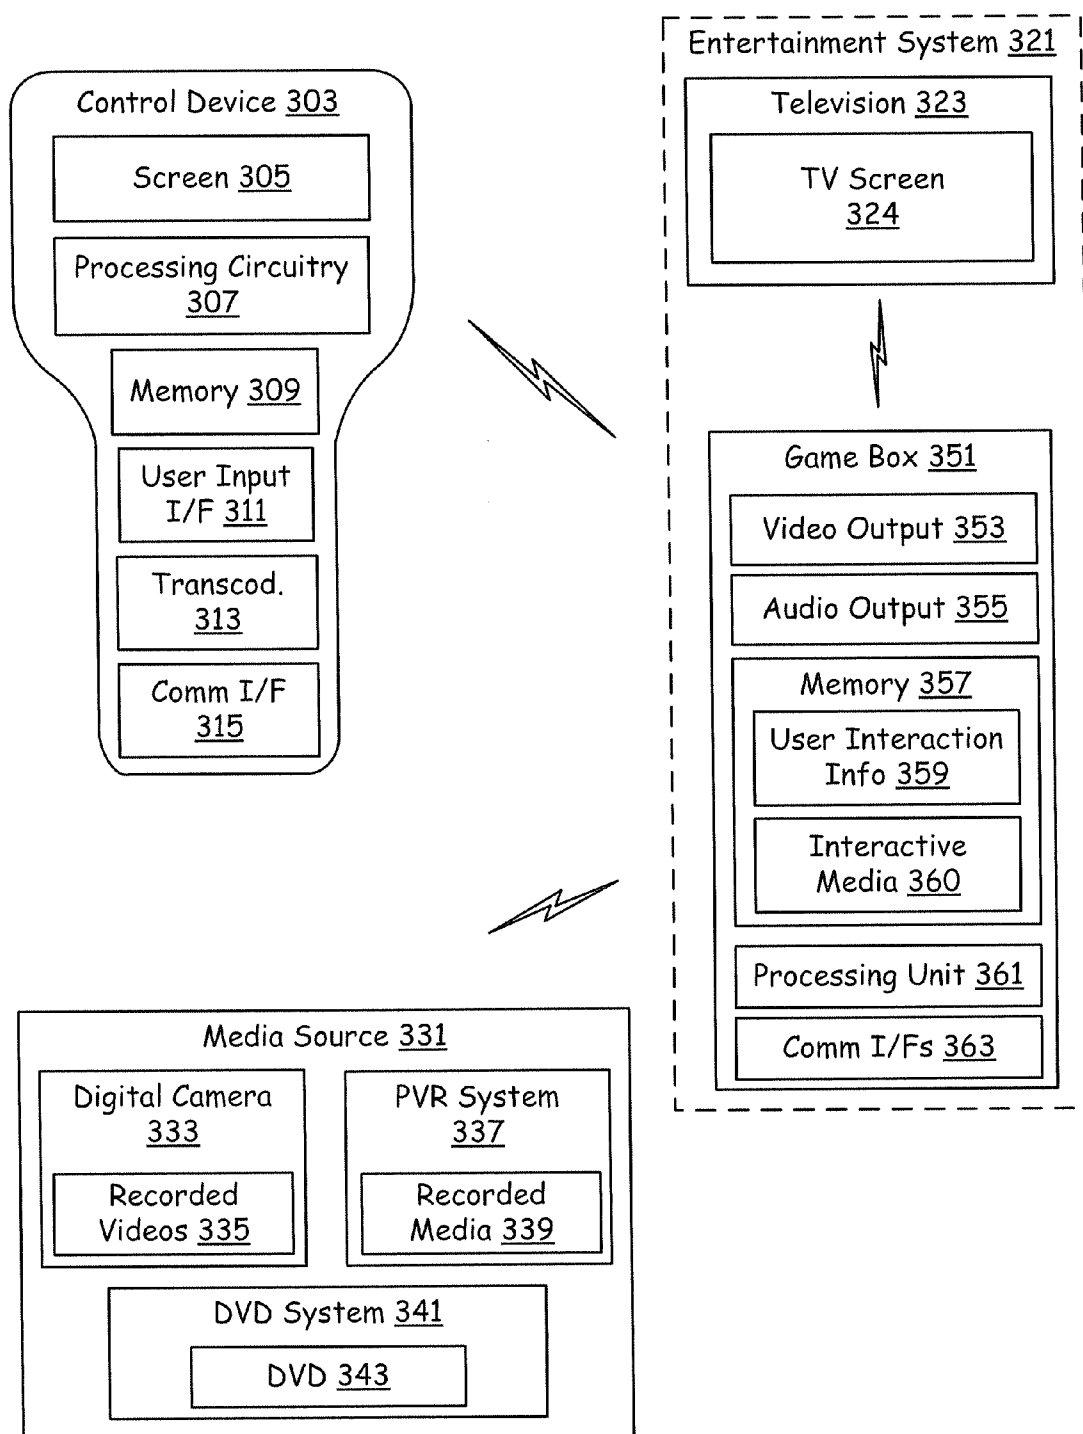 Control Device 303
Screen 305
Processing Circuitry
307
Memory 309
User Input
I/F 311
Transcod.
313
Comm I/F
315
Entertainment System 321
Television 323
TV Screen
324
Game Box 351
Video Output 353
Audio Output 355
Memory 357
User Interaction
Info 359
Interactive
Media 360
Processing Unit 361
Comm I/Fs 363
Media Source 331
Digital Camera
333
Recorded
Videos 335
PVR System
337
Recorded
Media 339
DVD System 341
DVD 343